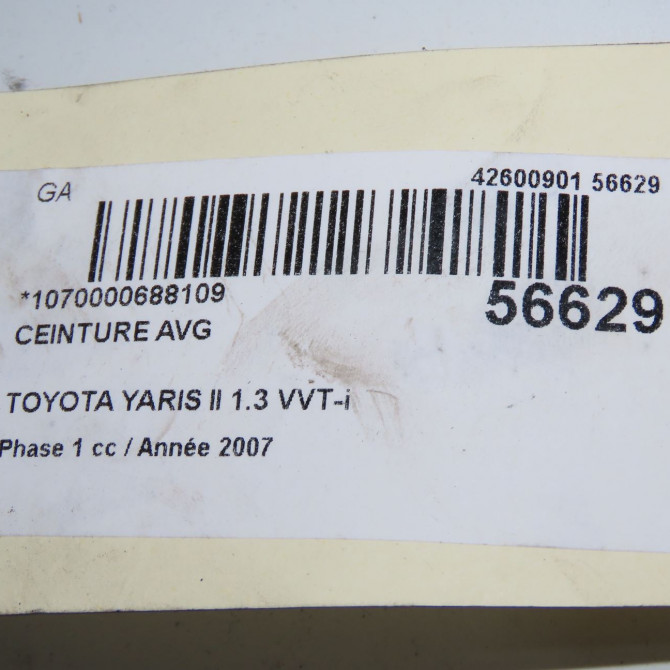 GA
42600901 56629
*1070000688109
56629
CEINTURE AVG
TOYOTA YARIS II 1.3 VVT-i
Phase 1 cc / Année 2007